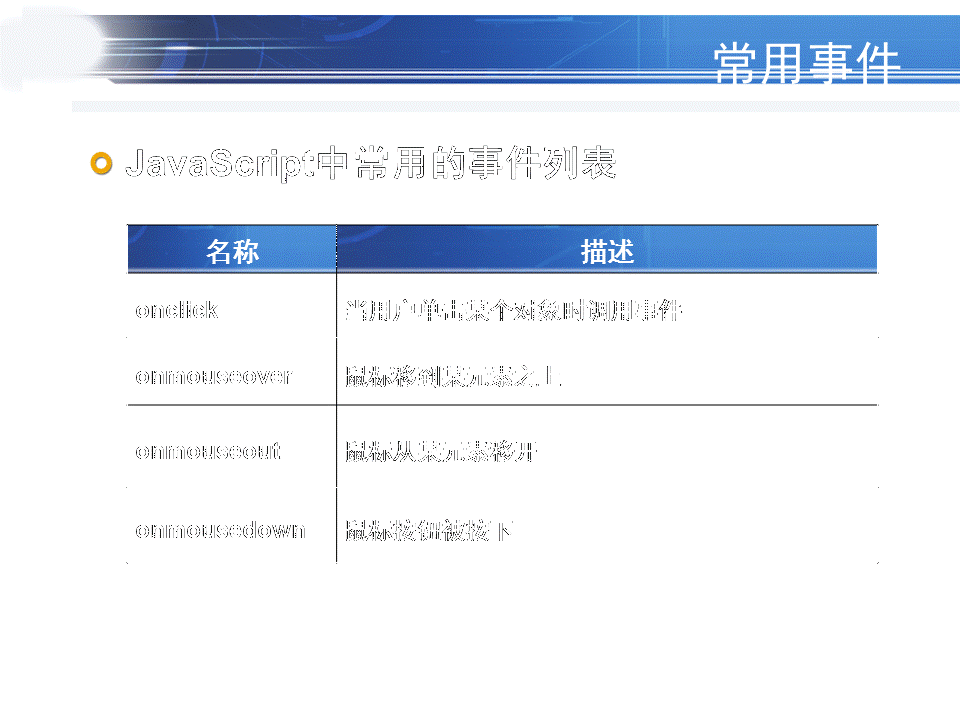 常用事件
JavaScript中常用的事件列表
名称 描述
onclick 当用户单击某个对象时调用事件
onmouseover 鼠标移到某元素之上
onmouseout 鼠标从某元素移开
onmousedown 鼠标按钮被按下